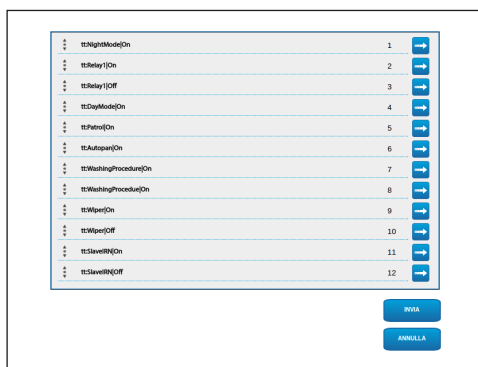 tt:NightMode|On 1
tt:Relay1|On 2
tt:Relay1|Off 3
tt:DayMode|On 4
tt:Patrol|On 5
tt:Autopan|On 6
tt:WashingProcedure|On 7
tt:WashingProcedue|On 8
tt:Wiper|On 9
tt:Wiper|Off 10
tt:SlaveIRN|On 11
tt:SlaveIRN|Off 12
INVIA
ANNULLA